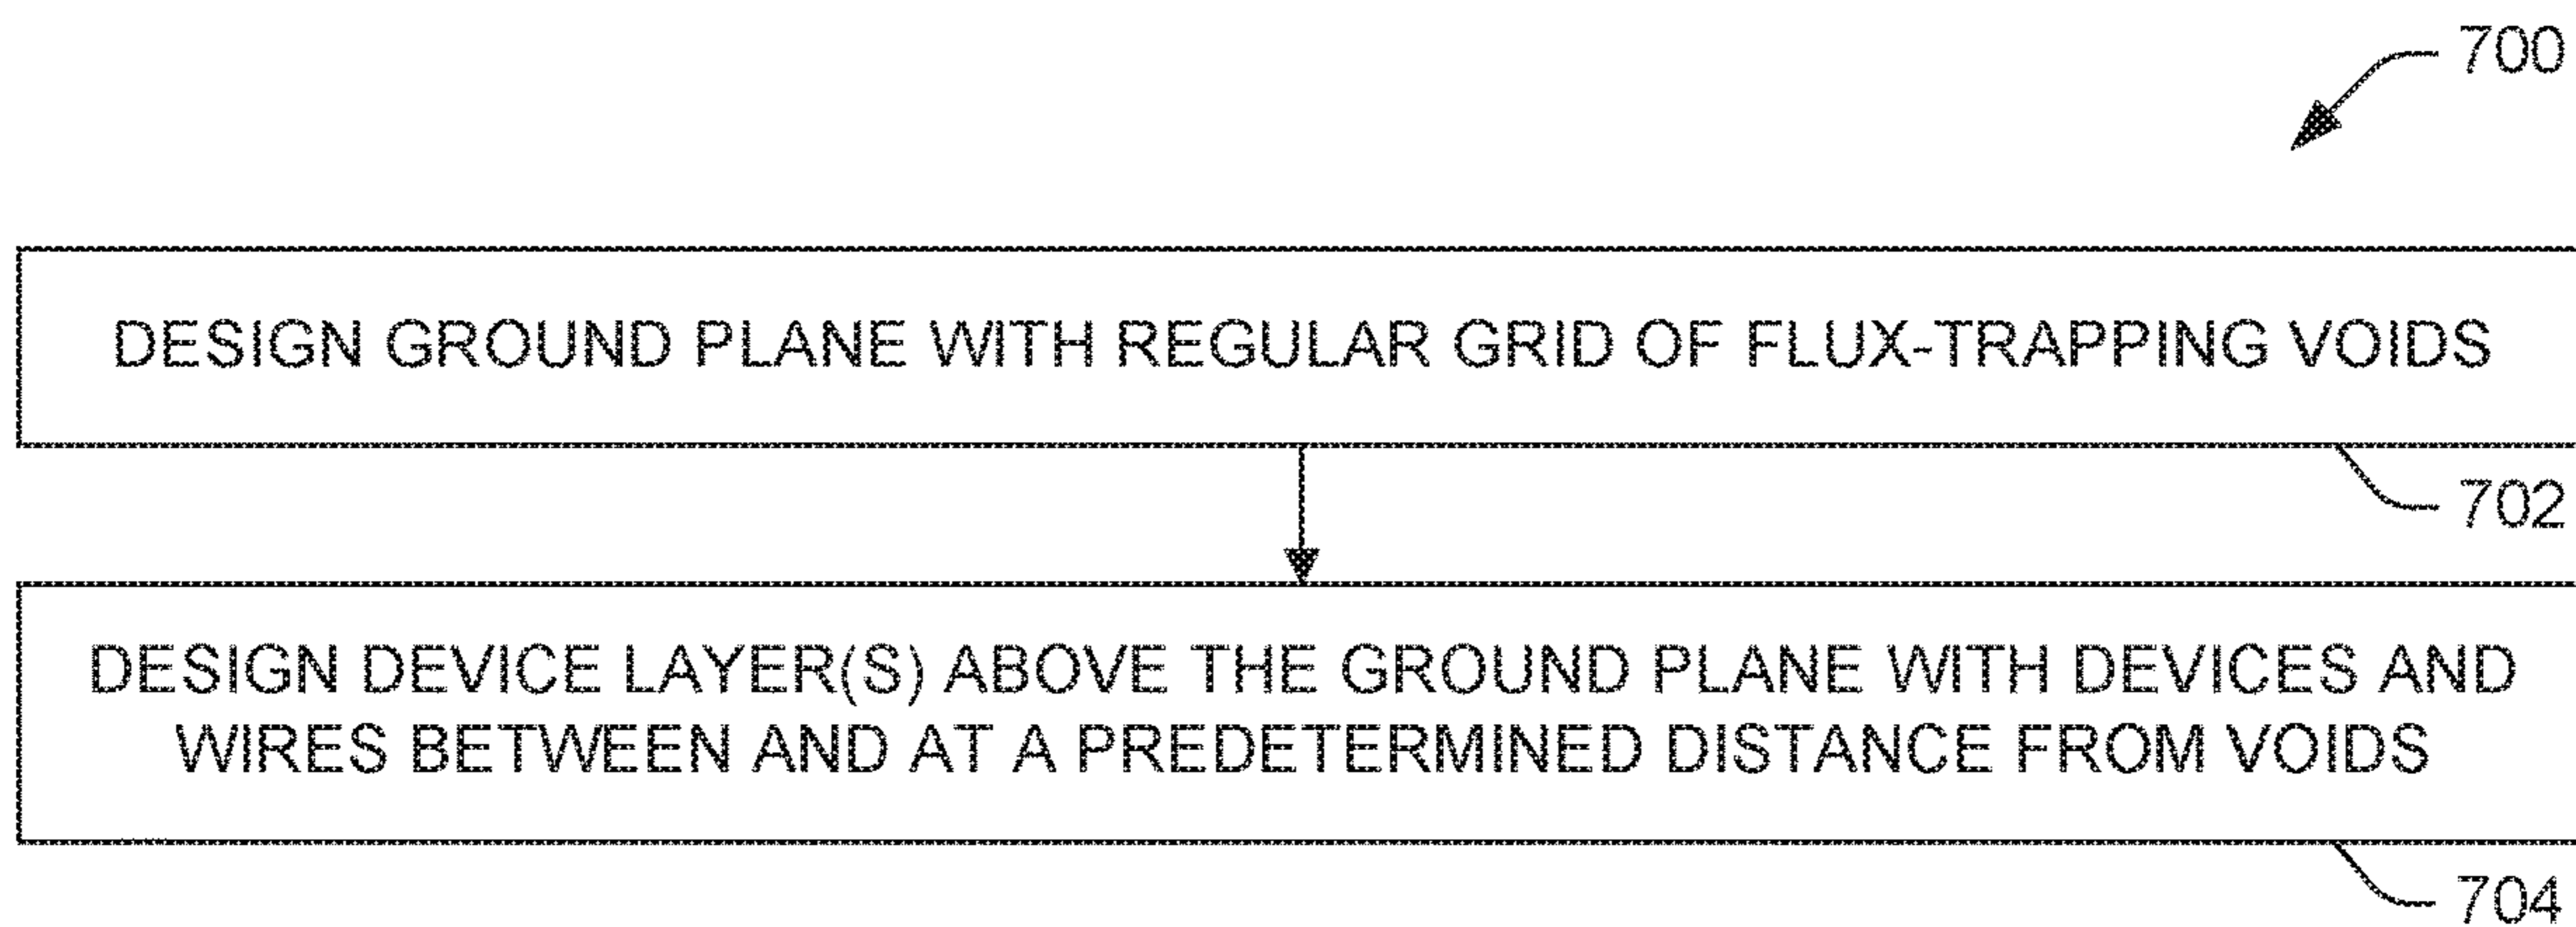 700
DESIGN GROUND PLANE WITH REGULAR GRID OF FLUX-TRAPPING VOIDS
702
DESIGN DEVICE LAYER(S) ABOVE THE GROUND PLANE WITH DEVICES AND
WIRES BETWEEN AND AT A PREDETERMINED DISTANCE FROM VOIDS
704